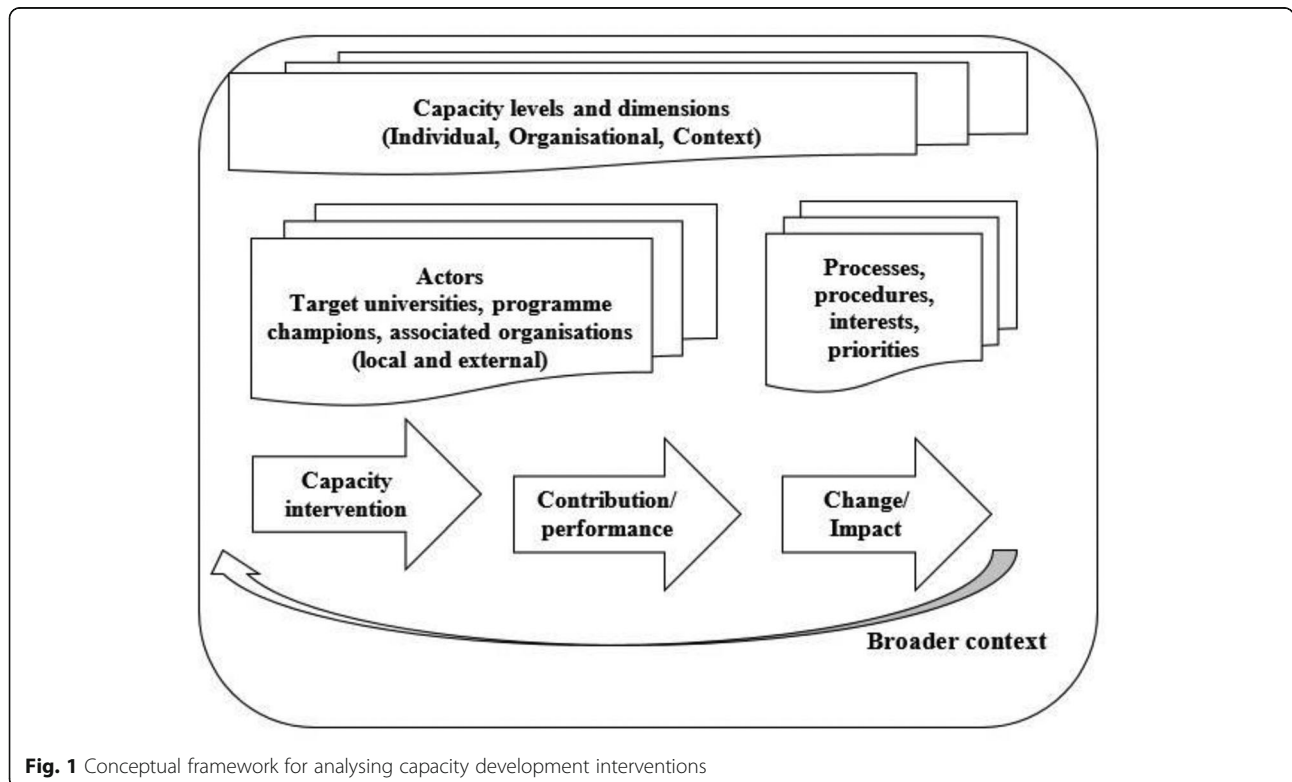 Capacity levels and dimensions
(Individual, Organisational, Context)
Actors
Target universities, programme
champions, associated organisations
(local and external)
Processes,
procedures,
interests,
priorities
Capacity
intervention
Contribution/
performance
Change/
Impact
Broader context
Fig. 1 Conceptual framework for analysing capacity development interventions